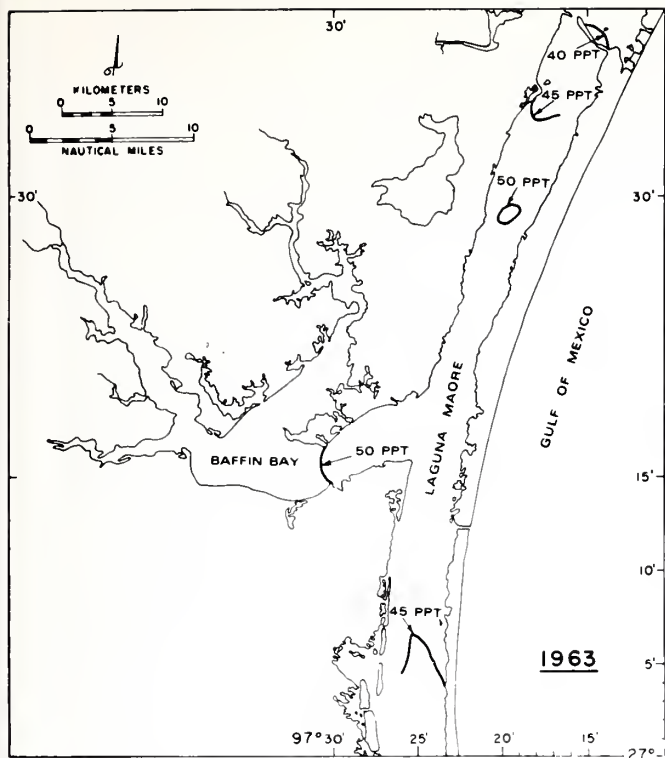 30'
40 PPT
KILOMETERS
0 5 10
45 PPT
0 5 10
NAUTICAL MILES
50 PPT
30'
30'
GULF OF MEXICO
LAGUNA MADRE
BAFFIN BAY
50 PPT
15'
10'
45 PPT
1963
5'
97° 30' 25' 20' 15'
27°